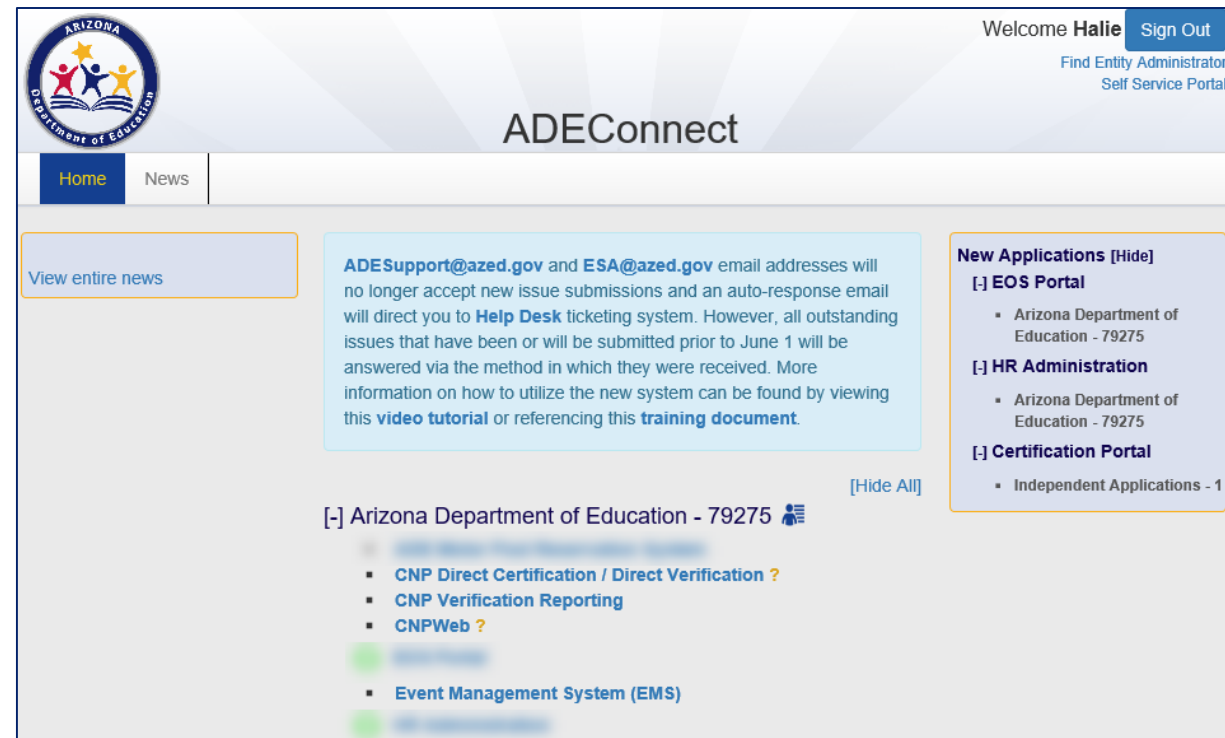 ARIZONA
Department of Education
Welcome Halie
Sign Out
Find Entity Administrator
Self Service Portal
ADEConnect
Home
News
View entire news
ADESupport@azed.gov and ESA@azed.gov email addresses will
no longer accept new issue submissions and an auto-response email
will direct you to Help Desk ticketing system. However, all outstanding
issues that have been or will be submitted prior to June 1 will be
answered via the method in which they were received. More
information on how to utilize the new system can be found by viewing
this video tutorial or referencing this training document.
New Applications [Hide]
[-] EOS Portal
▪ Arizona Department of
Education - 79275
[-] HR Administration
▪ Arizona Department of
Education - 79275
[-] Certification Portal
▪ Independent Applications - 1
[Hide All]
[-] Arizona Department of Education - 79275
▪ CNP Direct Certification / Direct Verification ?
▪ CNP Verification Reporting
▪ CNPWeb ?
▪ Event Management System (EMS)